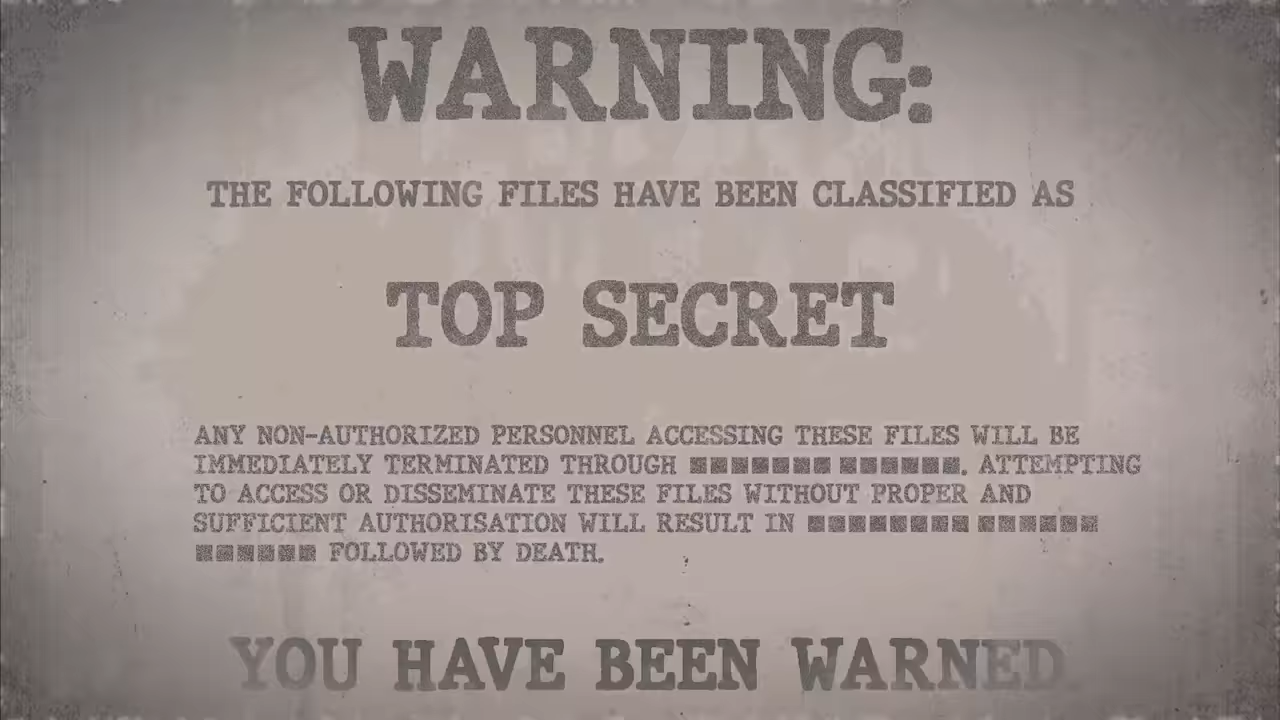 WARNING:
THE FOLLOWING FILES HAVE BEEN CLASSIFIED AS
TOP SECRET
ANY NON-AUTHORIZED PERSONNEL ACCESSING THESE FILES WILL BE
IMMEDIATELY TERMINATED THROUGH ■■■■■■■ ■■■■■■. ATTEMPTING
TO ACCESS OR DISSEMINATE THESE FILES WITHOUT PROPER AND
SUFFICIENT AUTHORISATION WILL RESULT IN ■■■■■■■■ ■■■■■■
■■■■■■ FOLLOWED BY DEATH.
YOU HAVE BEEN WARNED.